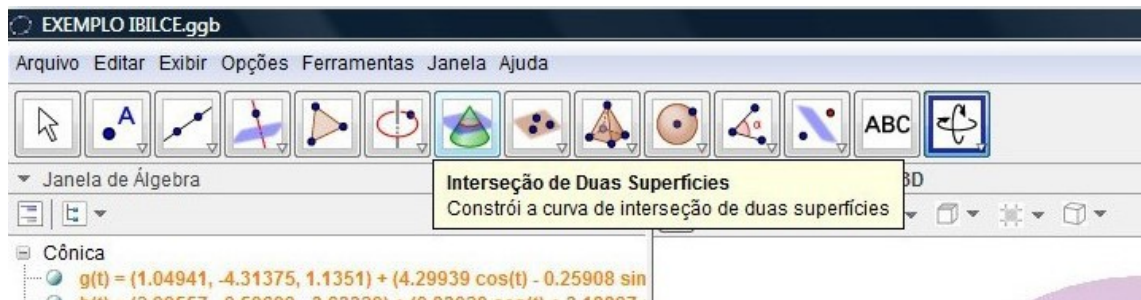 EXEMPLO IBILCE.ggb
Arquivo Editar Exibir Opções Ferramentas Janela Ajuda
A
α
ABC
Janela de Álgebra
3D
Interseção de Duas Superfícies
Constrói a curva de interseção de duas superfícies
Cônica
g(t) = (1.04941, -4.31375, 1.1351) + (4.29939 cos(t) - 0.25908 sin